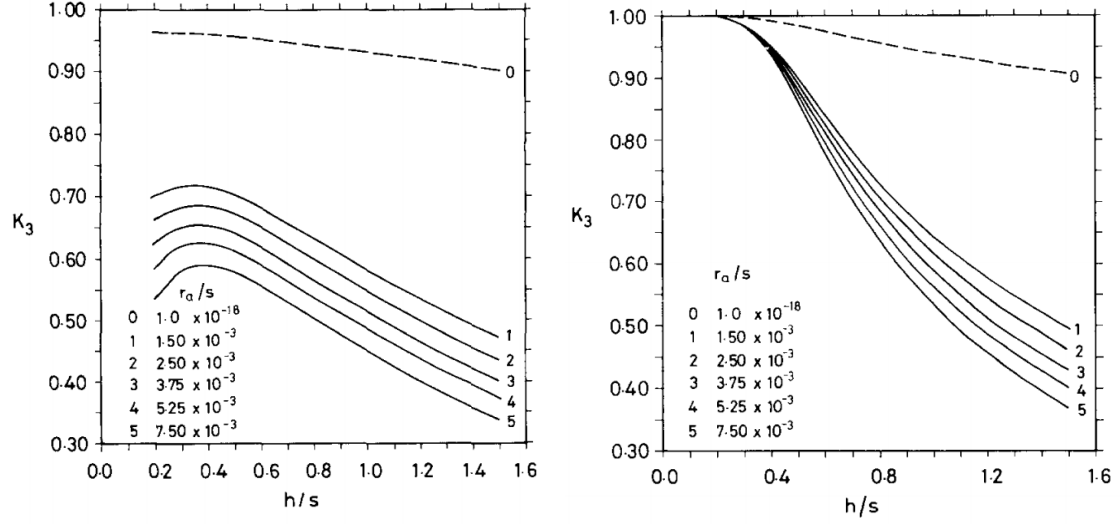 1.00
0.90
0.80
0.70
K₃
0.60
0.50
0.40
0.30
0
1
2
3
4
5
rₐ/s
0 1.0 x 10⁻¹⁸
1 1.50 x 10⁻³
2 2.50 x 10⁻³
3 3.75 x 10⁻³
4 5.25 x 10⁻³
5 7.50 x 10⁻³
0.0 0.2 0.4 0.6 0.8 1.0 1.2 1.4 1.6
h/s
1.00
0.90
0.80
0.70
K₃
0.60
0.50
0.40
0.30
0
1
2
3
4
5
rₐ/s
0 1.0 x 10⁻¹⁸
1 1.50 x 10⁻³
2 2.50 x 10⁻³
3 3.75 x 10⁻³
4 5.25 x 10⁻³
5 7.50 x 10⁻³
0.0 0.4 0.8 1.2 1.6
h/s